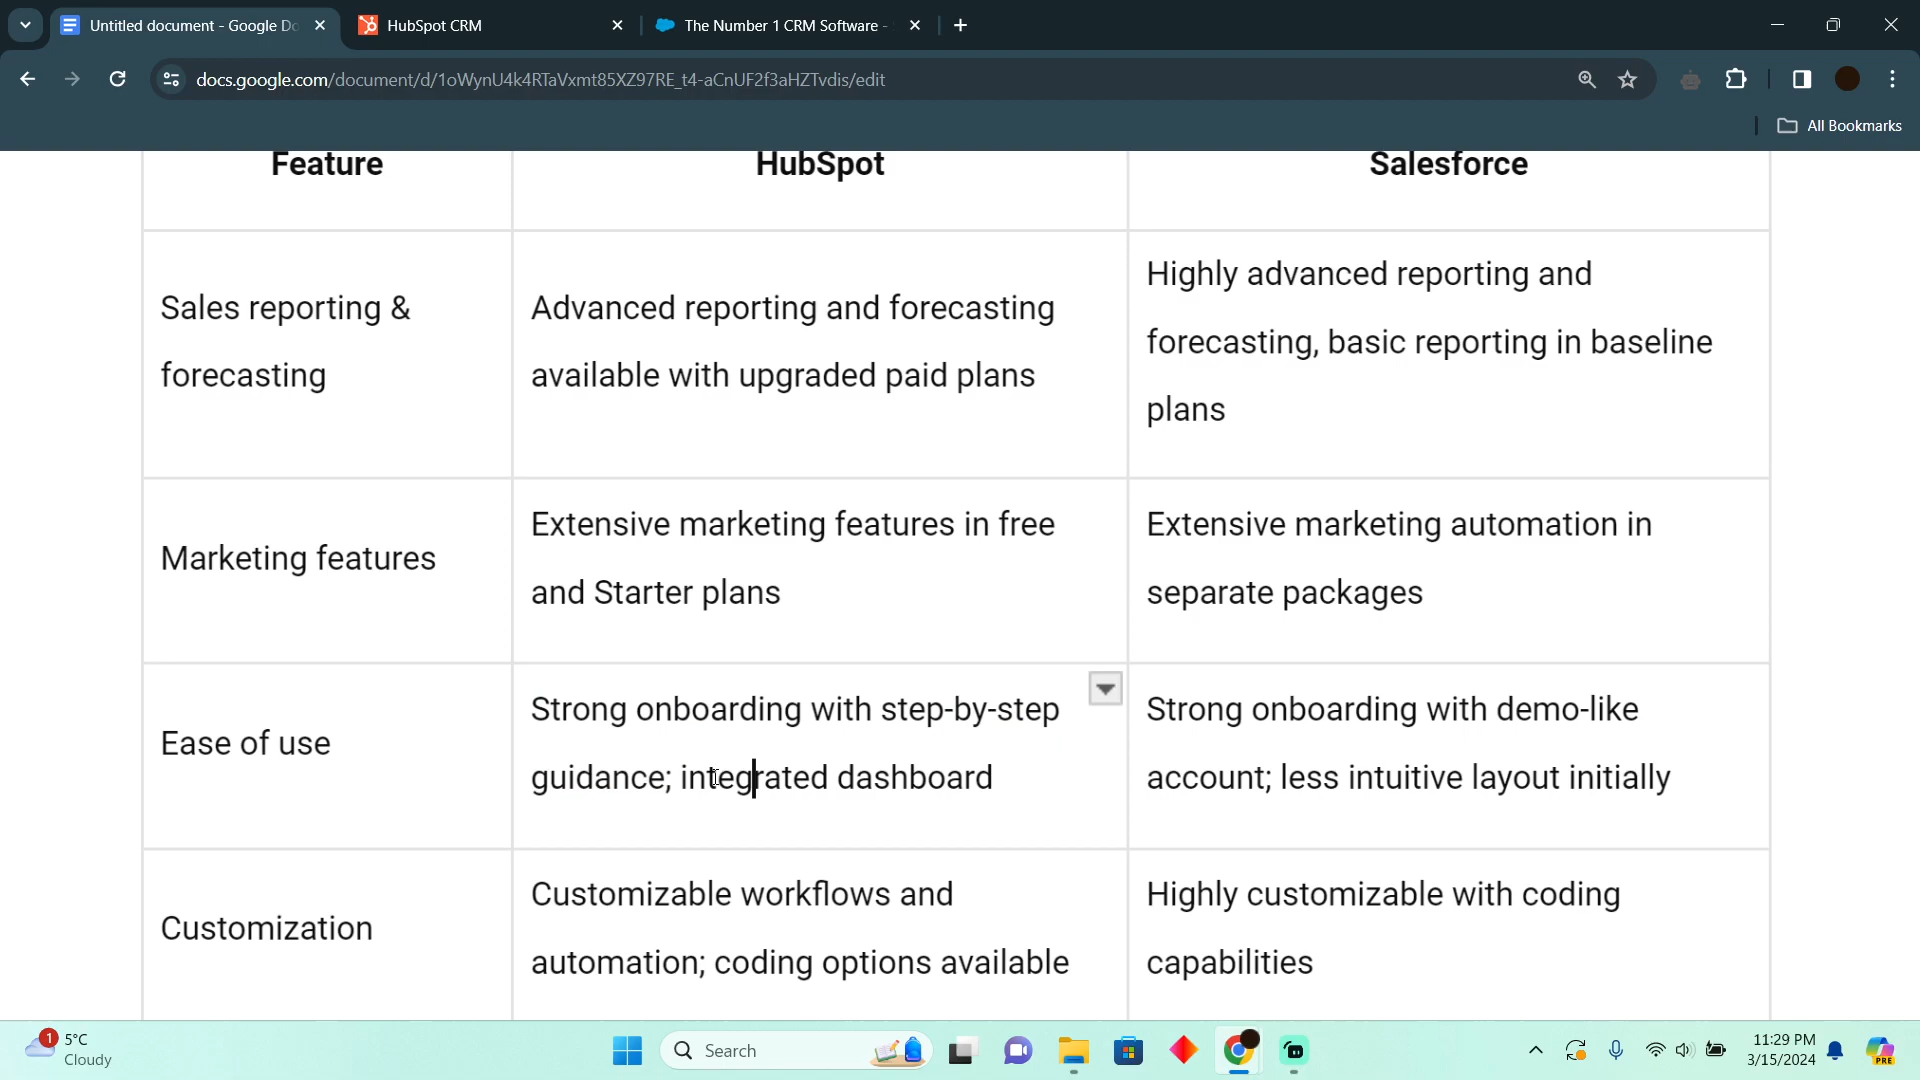 Untitled document - Google Do
HubSpot CRM
The Number 1 CRM Software -
docs.google.com/document/d/1oWynU4k4RTaVxmt85XZ97RE_t4-aCnUF2f3aHZTvdis/edit
All Bookmarks
Feature
HubSpot
Salesforce
Sales reporting &
forecasting
Advanced reporting and forecasting
available with upgraded paid plans
Highly advanced reporting and
forecasting, basic reporting in baseline
plans
Marketing features
Extensive marketing features in free
and Starter plans
Extensive marketing automation in
separate packages
Ease of use
Strong onboarding with step-by-step
guidance; integrated dashboard
Strong onboarding with demo-like
account; less intuitive layout initially
Customization
Customizable workflows and
automation; coding options available
Highly customizable with coding
capabilities
1
5°C
Cloudy
Search
11:29 PM
3/15/2024
PRE